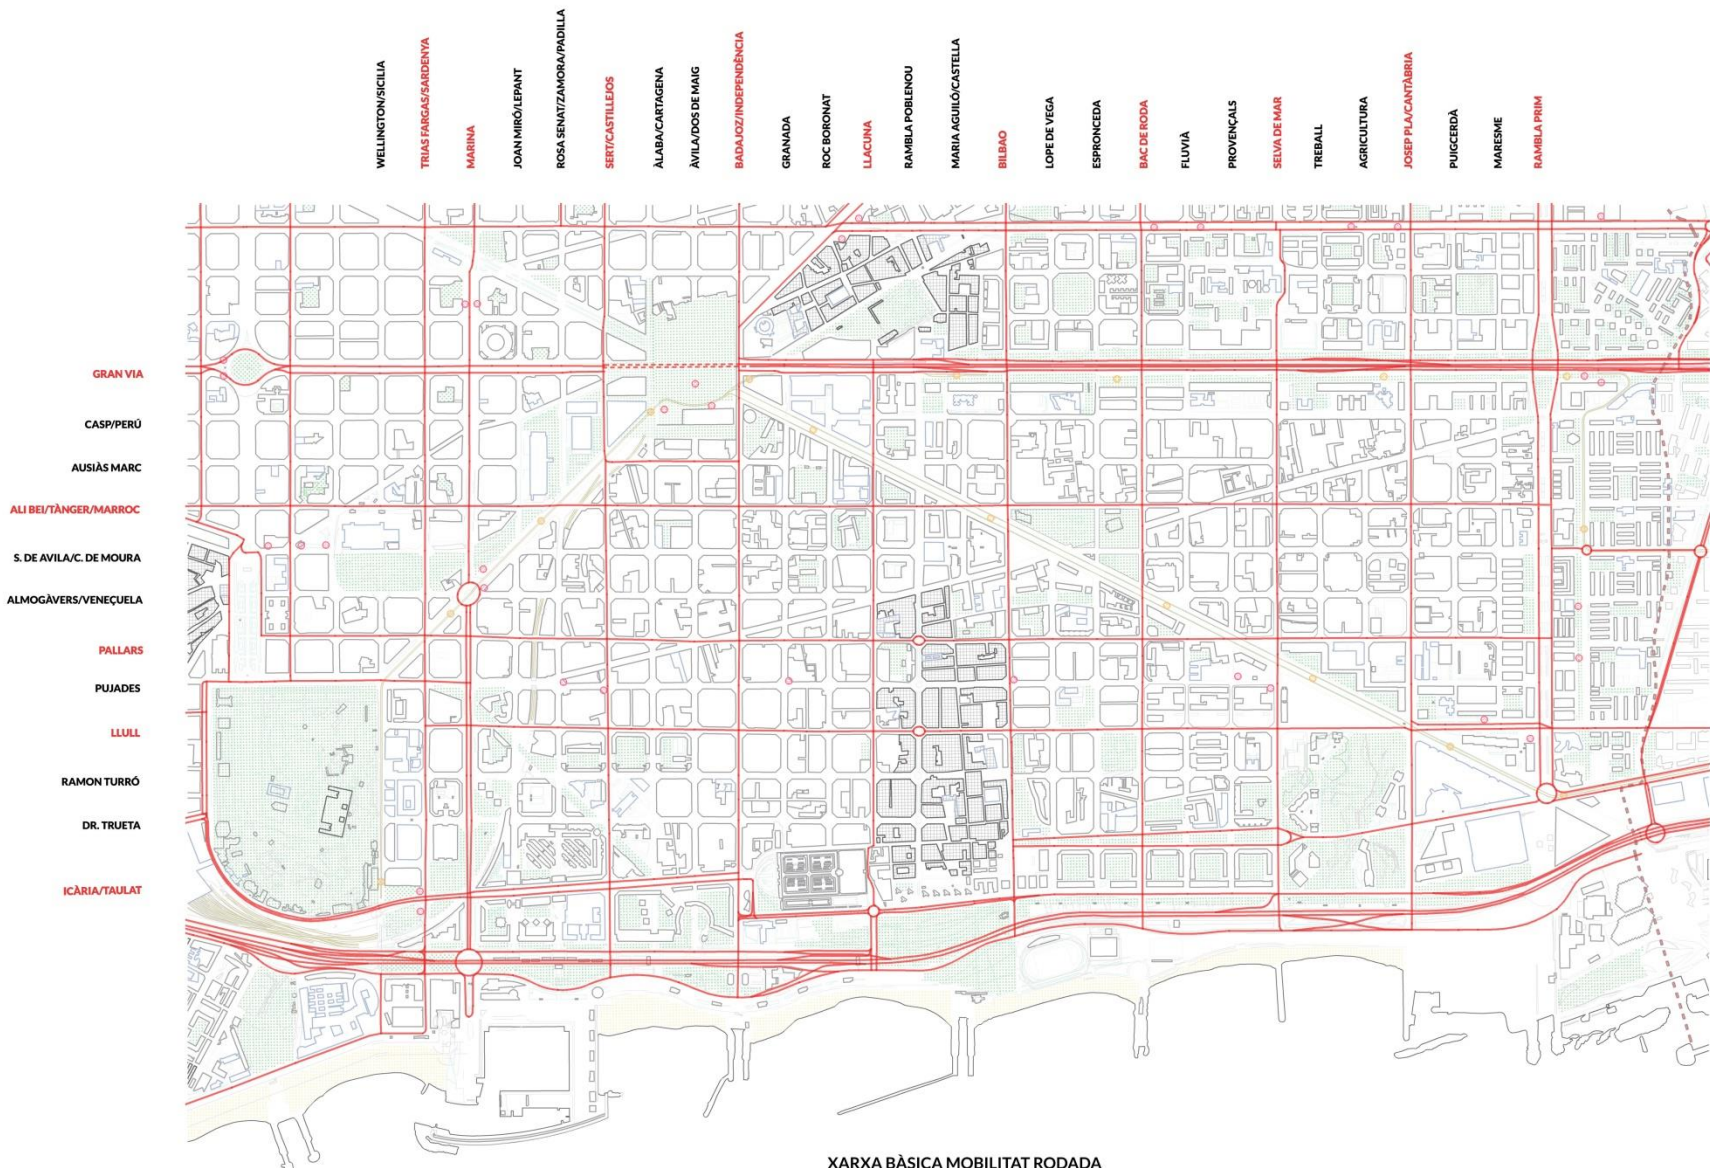 WELLINGTON/SICILIA
TRIAS FARGAS/SARDENYA
MARINA
JOAN MIRÓ/LEPANT
ROSA SENAT/ZAMORA/PADILLA
SERT/CASTILLEJOS
ÀLABA/CARTAGENA
ÀVILA/DOS DE MAIG
BADAJOZ/INDEPENDÈNCIA
GRANADA
ROC BORONAT
LLACUNA
RAMBLA POBLENOU
MARIA AGUILÓ/CASTELLA
BILBAO
LOPE DE VEGA
ESPRONCEDA
BAC DE RODA
FLUVIÀ
PROVENÇALS
SELVA DE MAR
TREBALL
AGRICULTURA
JOSEP PLA/CANTÀBRIA
PUIGCERDÀ
MARESME
RAMBLA PRIM
GRAN VIA
CASP/PERÚ
AUSIÀS MARC
ALI BEI/TÀNGER/MARROC
S. DE AVILA/C. DE MOURA
ALMOGÀVERS/VENEÇUELA
PALLARS
PUJADES
LLULL
RAMON TURRÓ
DR. TRUETA
ICÀRIA/TAULAT
XARXA BÀSICA MOBILITAT RODADA